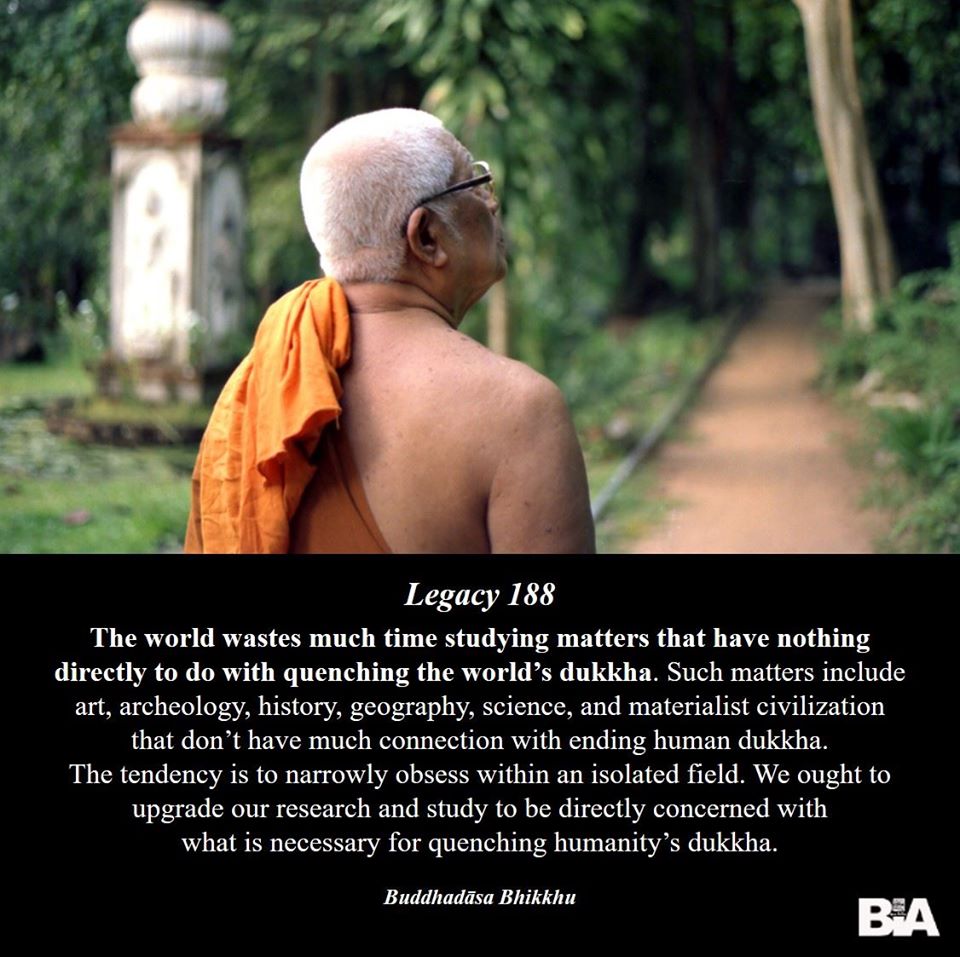 Legacy 188
The world wastes much time studying matters that have nothing
directly to do with quenching the world’s dukkha. Such matters include
art, archeology, history, geography, science, and materialist civilization
that don’t have much connection with ending human dukkha.
The tendency is to narrowly obsess within an isolated field. We ought to
upgrade our research and study to be directly concerned with
what is necessary for quenching humanity’s dukkha.
Buddhadāsa Bhikkhu
BiA